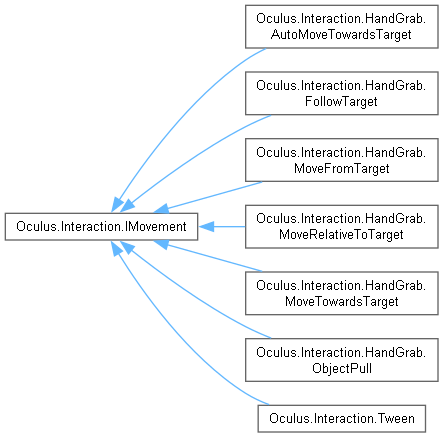 Oculus.Interaction.HandGrab.
AutoMoveTowardsTarget
Oculus.Interaction.HandGrab.
FollowTarget
Oculus.Interaction.HandGrab.
MoveFromTarget
Oculus.Interaction.IMovement
Oculus.Interaction.HandGrab.
MoveRelativeToTarget
Oculus.Interaction.HandGrab.
MoveTowardsTarget
Oculus.Interaction.HandGrab.
ObjectPull
Oculus.Interaction.Tween